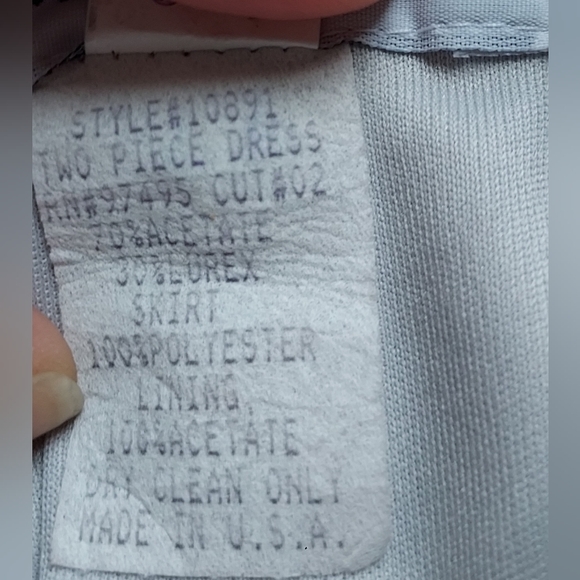 STYLE#10891
TWO PIECE DRESS
RN#97495 CUT#02
70%ACETATE
30%LUREX
SKIRT
100%POLYESTER
LINING
100%ACETATE
DRY CLEAN ONLY
MADE IN U.S.A.